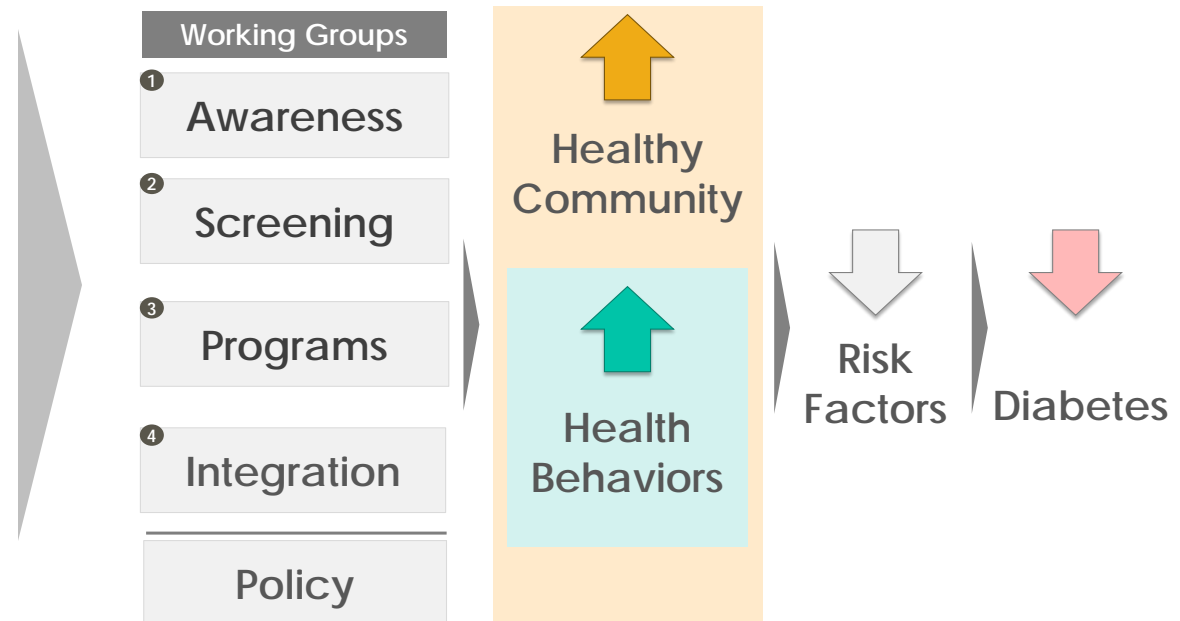 Working Groups
1
Awareness
2
Screening
3
Programs
4
Integration
Policy
Healthy
Community
Health
Behaviors
Risk
Factors
Diabetes